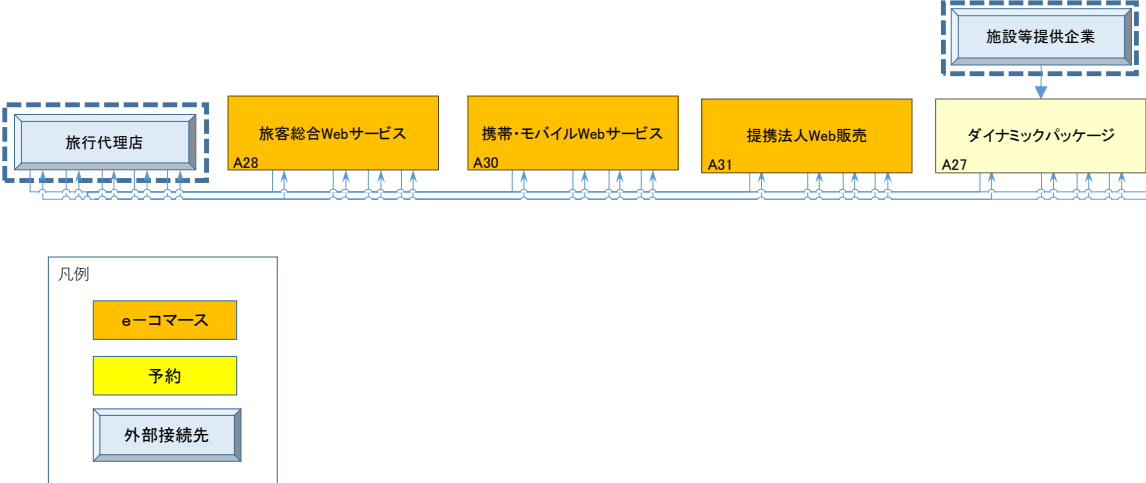 施設等提供企業
旅行代理店
旅客総合Webサービス
A28
携帯・モバイルWebサービス
A30
提携法人Web販売
A31
ダイナミックパッケージ
A27
凡例
e－コマース
予約
外部接続先